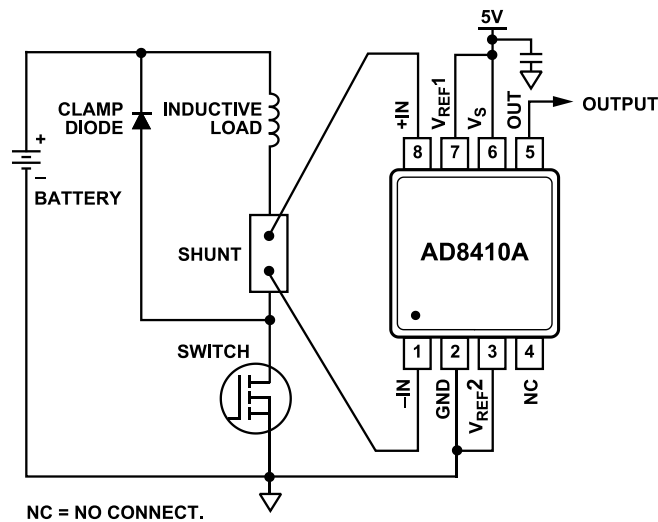 5V
CLAMP
DIODE
INDUCTIVE
LOAD
+
–
BATTERY
SHUNT
SWITCH
+IN
VREF1
VS
OUT
OUTPUT
8
7
6
5
AD8410A
1
2
3
4
–IN
GND
VREF2
NC
NC = NO CONNECT.